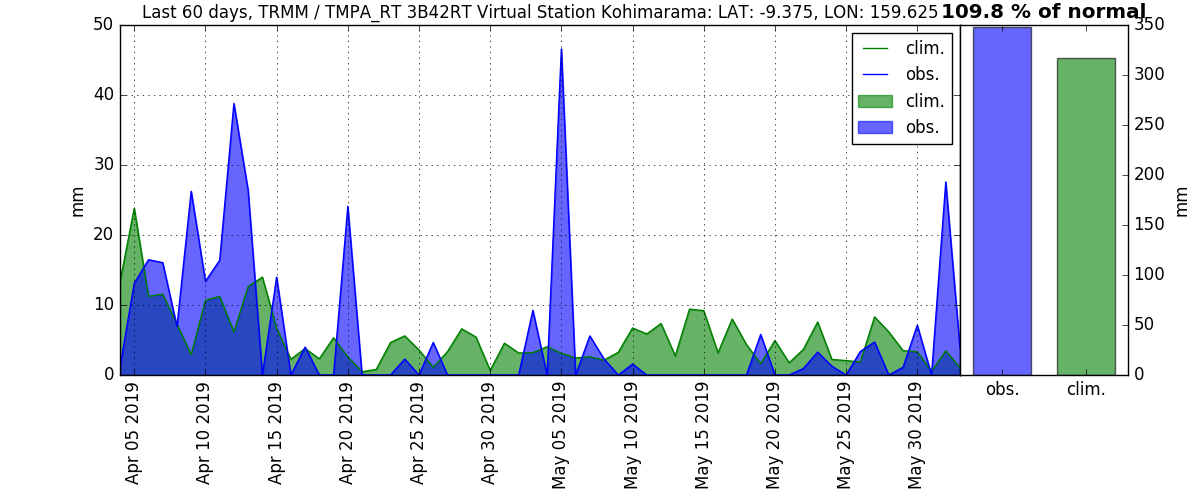 Last 60 days, TRMM / TMPA_RT 3B42RT Virtual Station Kohimarama: LAT: -9.375, LON: 159.625
109.8 % of normal
50
40
30
20
10
0
mm
clim.
obs.
clim.
obs.
350
300
250
200
150
100
50
0
mm
obs.
clim.
Apr 05 2019
Apr 10 2019
Apr 15 2019
Apr 20 2019
Apr 25 2019
Apr 30 2019
May 05 2019
May 10 2019
May 15 2019
May 20 2019
May 25 2019
May 30 2019